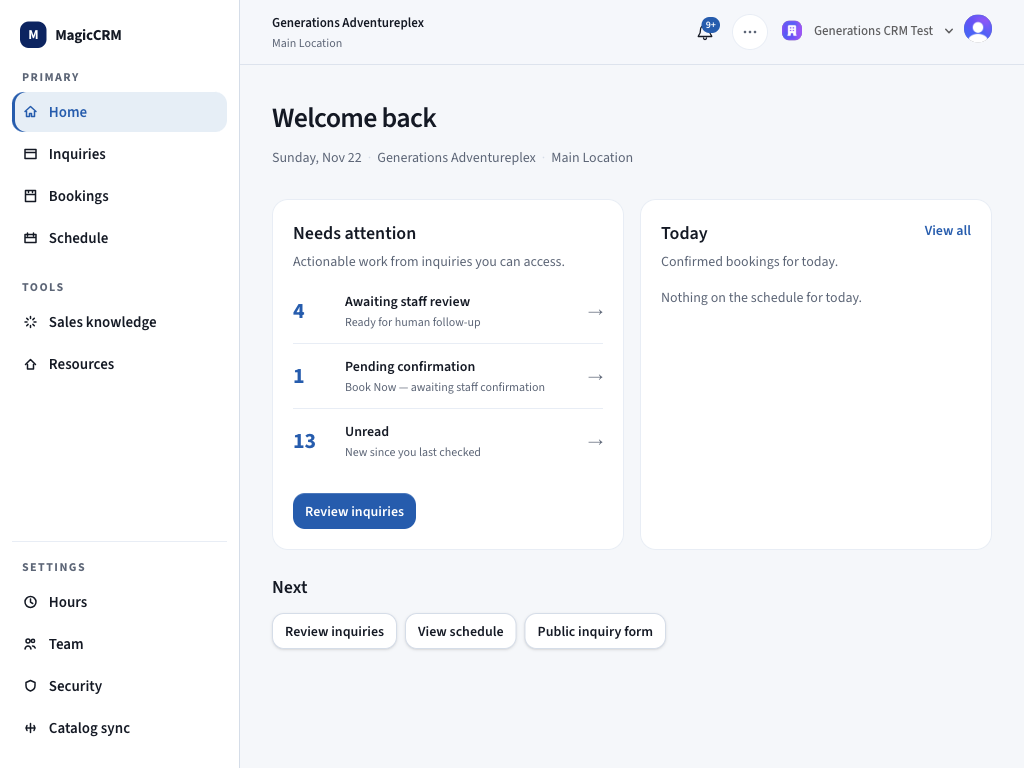 M MagicCRM
PRIMARY
Home
Inquiries
Bookings
Schedule
TOOLS
Sales knowledge
Resources
SETTINGS
Hours
Team
Security
Catalog sync
Generations Adventureplex
Main Location
9+
Generations CRM Test
Welcome back
Sunday, Nov 22 · Generations Adventureplex · Main Location
Needs attention
Actionable work from inquiries you can access.
4
Awaiting staff review
Ready for human follow-up
→
1
Pending confirmation
Book Now — awaiting staff confirmation
→
13
Unread
New since you last checked
→
Review inquiries
Today
View all
Confirmed bookings for today.
Nothing on the schedule for today.
Next
Review inquiries
View schedule
Public inquiry form